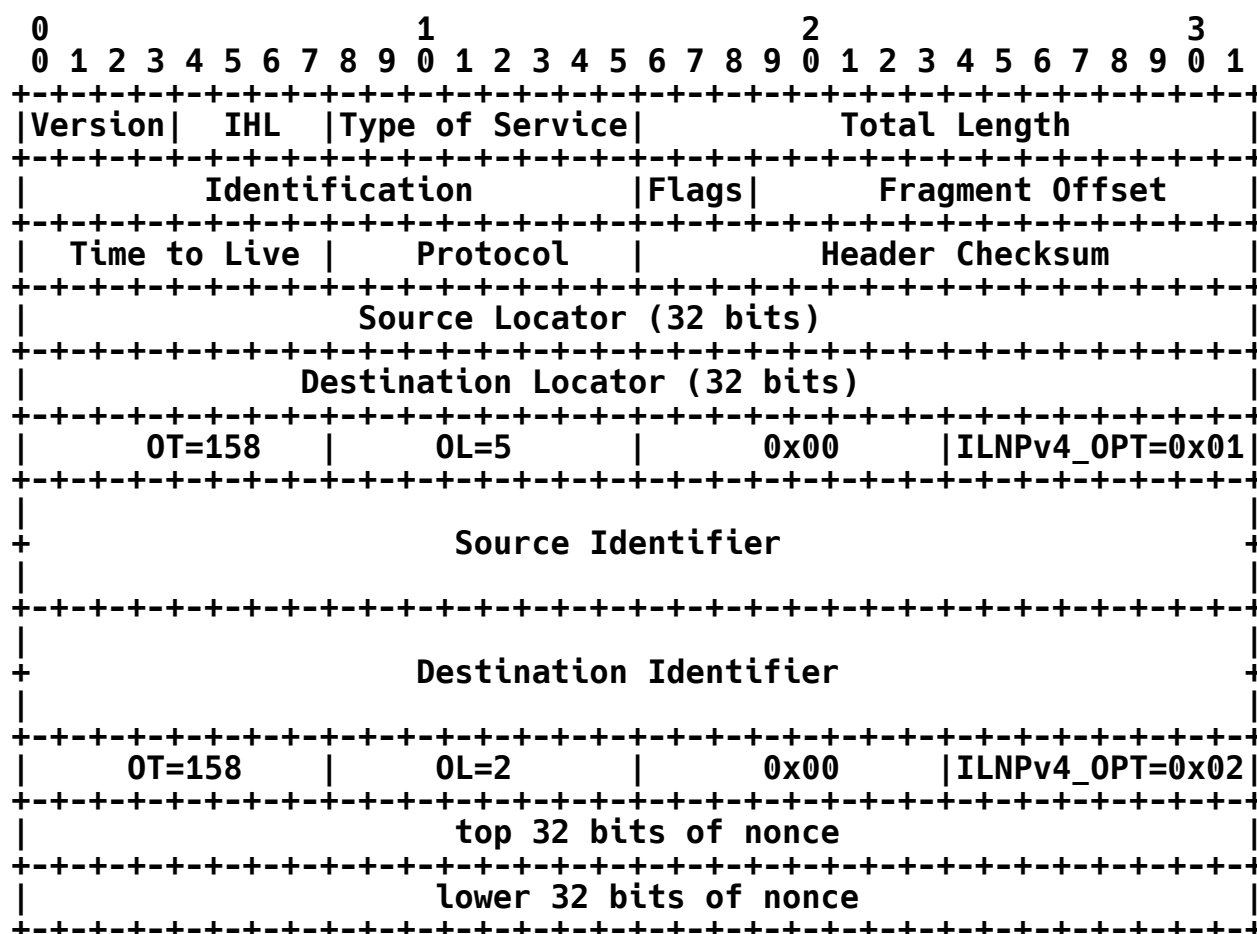 0                   1                   2                   3
0 1 2 3 4 5 6 7 8 9 0 1 2 3 4 5 6 7 8 9 0 1 2 3 4 5 6 7 8 9 0 1
+-+-+-+-+-+-+-+-+-+-+-+-+-+-+-+-+-+-+-+-+-+-+-+-+-+-+-+-+-+-+-+-+
|Version|  IHL  |Type of Service|          Total Length         |
+-+-+-+-+-+-+-+-+-+-+-+-+-+-+-+-+-+-+-+-+-+-+-+-+-+-+-+-+-+-+-+-+
|         Identification        |Flags|      Fragment Offset    |
+-+-+-+-+-+-+-+-+-+-+-+-+-+-+-+-+-+-+-+-+-+-+-+-+-+-+-+-+-+-+-+-+
|  Time to Live |    Protocol   |         Header Checksum       |
+-+-+-+-+-+-+-+-+-+-+-+-+-+-+-+-+-+-+-+-+-+-+-+-+-+-+-+-+-+-+-+-+
|                 Source Locator (32 bits)                      |
+-+-+-+-+-+-+-+-+-+-+-+-+-+-+-+-+-+-+-+-+-+-+-+-+-+-+-+-+-+-+-+-+
|              Destination Locator (32 bits)                    |
+-+-+-+-+-+-+-+-+-+-+-+-+-+-+-+-+-+-+-+-+-+-+-+-+-+-+-+-+-+-+-+-+
|      OT=158   |     OL=5      |      0x00     |ILNPv4_OPT=0x01|
+-+-+-+-+-+-+-+-+-+-+-+-+-+-+-+-+-+-+-+-+-+-+-+-+-+-+-+-+-+-+-+-+
|                                                               |
+                      Source Identifier                        +
|                                                               |
+-+-+-+-+-+-+-+-+-+-+-+-+-+-+-+-+-+-+-+-+-+-+-+-+-+-+-+-+-+-+-+-+
|                                                               |
+                    Destination Identifier                     +
|                                                               |
+-+-+-+-+-+-+-+-+-+-+-+-+-+-+-+-+-+-+-+-+-+-+-+-+-+-+-+-+-+-+-+-+
|     OT=158    |     OL=2      |      0x00     |ILNPv4_OPT=0x02|
+-+-+-+-+-+-+-+-+-+-+-+-+-+-+-+-+-+-+-+-+-+-+-+-+-+-+-+-+-+-+-+-+
|                      top 32 bits of nonce                     |
+-+-+-+-+-+-+-+-+-+-+-+-+-+-+-+-+-+-+-+-+-+-+-+-+-+-+-+-+-+-+-+-+
|                     lower 32 bits of nonce                    |
+-+-+-+-+-+-+-+-+-+-+-+-+-+-+-+-+-+-+-+-+-+-+-+-+-+-+-+-+-+-+-+-+